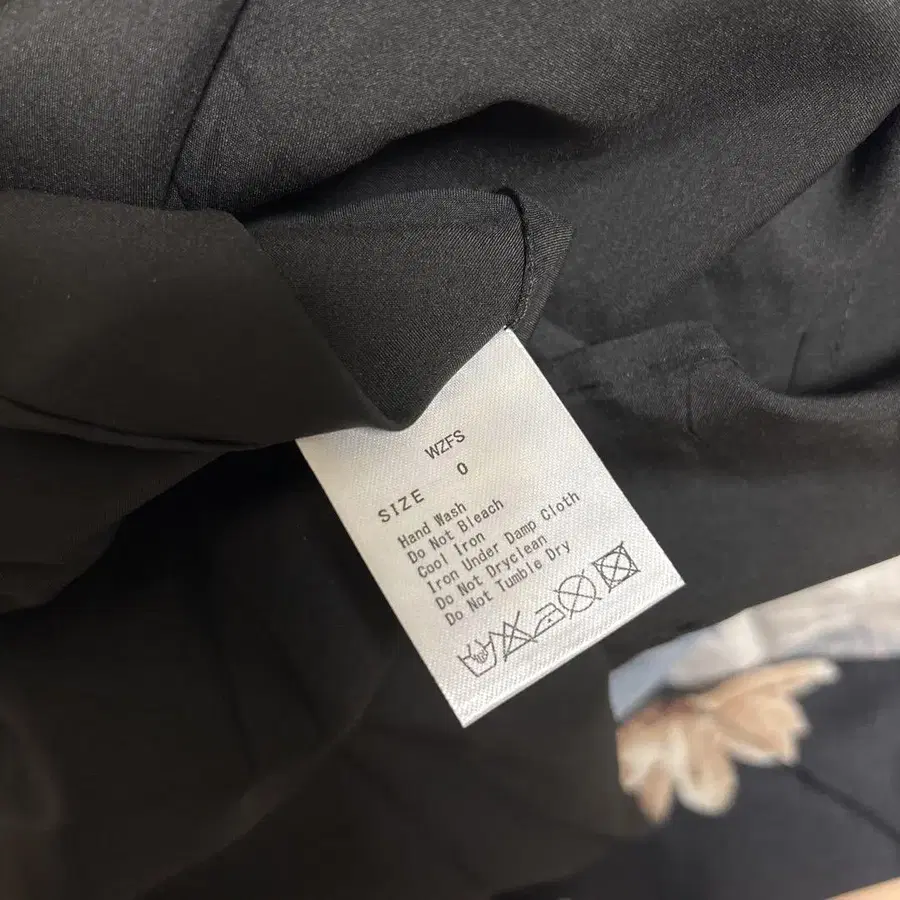 WZFS
SIZE 0
Hand Wash
Do Not Bleach
Cool Iron
Iron Under Damp Cloth
Do Not Dryclean
Do Not Tumble Dry